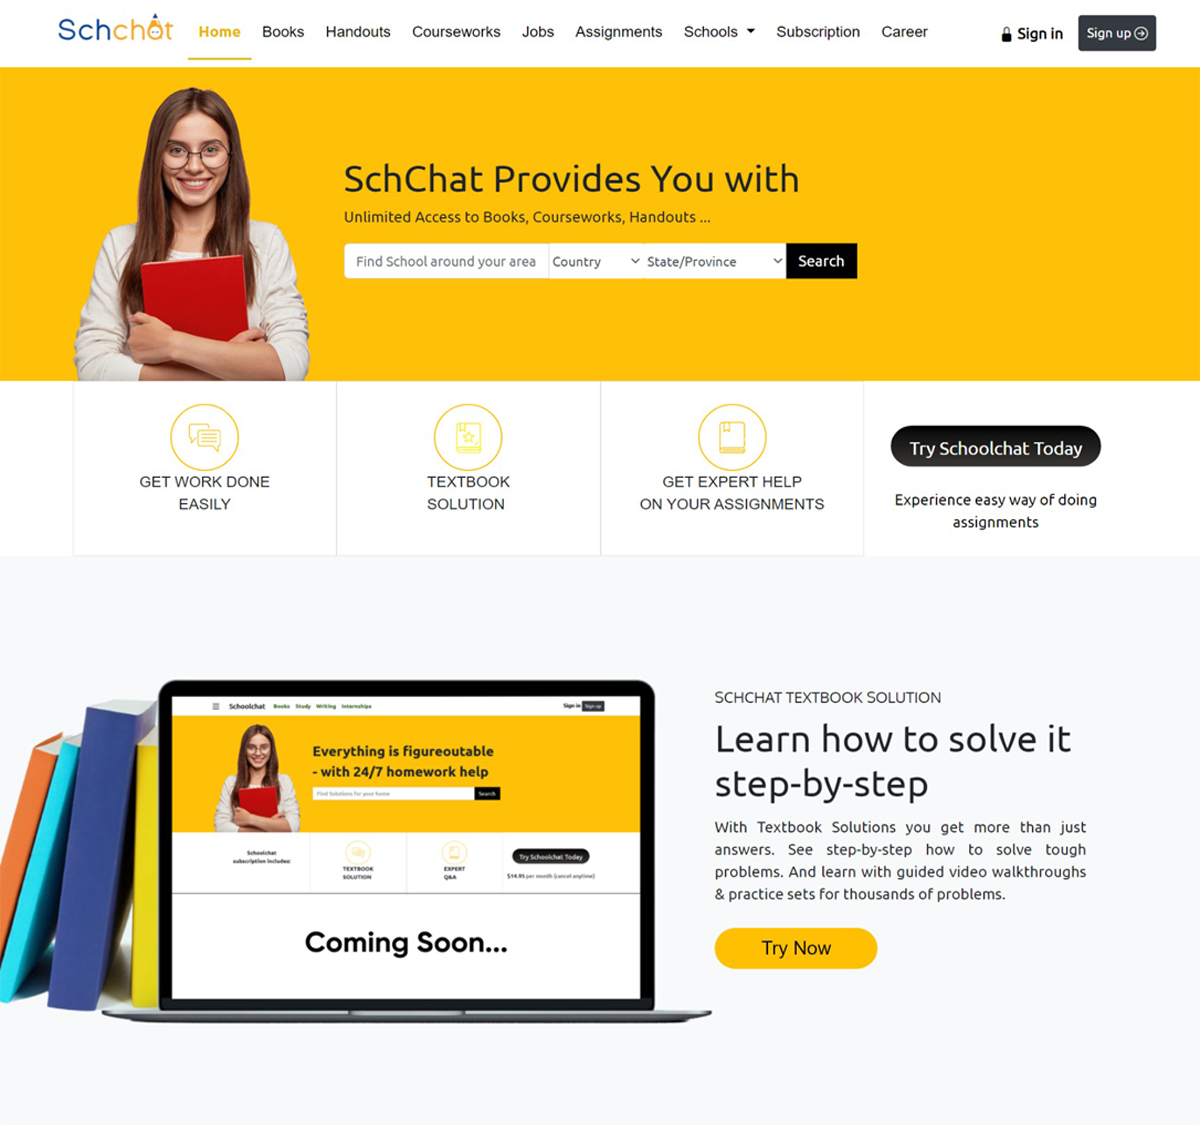 Schchat
Home Books Handouts Courseworks Jobs Assignments Schools Subscription Career
Sign in Sign up
SchChat Provides You with
Unlimited Access to Books, Courseworks, Handouts ...
Find School around your area Country State/Province Search
GET WORK DONE
EASILY
TEXTBOOK
SOLUTION
GET EXPERT HELP
ON YOUR ASSIGNMENTS
Try Schoolchat Today
Experience easy way of doing
assignments
Schoolchat Books Study Writing Internships Sign in Sign up
Everything is figureoutable
- with 24/7 homework help
Find Solutions for your home Search
Schoolchat
subscription includes:
TEXTBOOK
SOLUTION
EXPERT
Q&A
Try Schoolchat Today
$14.95 per month (cancel anytime)
Coming Soon...
SCHCHAT TEXTBOOK SOLUTION
Learn how to solve it
step-by-step
With Textbook Solutions you get more than just
answers. See step-by-step how to solve tough
problems. And learn with guided video walkthroughs
& practice sets for thousands of problems.
Try Now